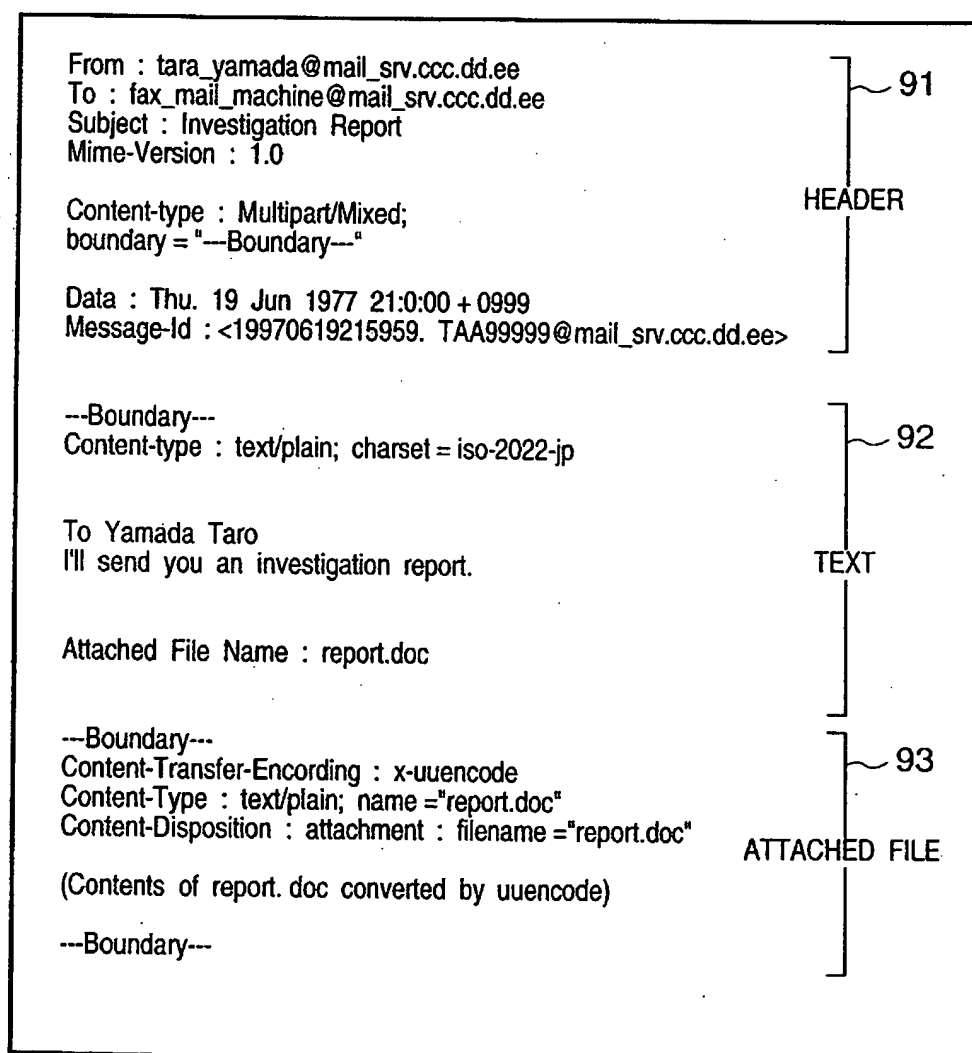 From : tara_yamada@mail_srv.ccc.dd.ee
To : fax_mail_machine@mail_srv.ccc.dd.ee
Subject : Investigation Report
Mime-Version : 1.0
91
Content-type : Multipart/Mixed;
boundary = "---Boundary---"
HEADER
Data : Thu. 19 Jun 1977 21:0:00 + 0999
Message-Id : <19970619215959. TAA99999@mail_srv.ccc.dd.ee>
---Boundary---
Content-type : text/plain; charset = iso-2022-jp
92
To Yamada Taro
I'll send you an investigation report.
TEXT
Attached File Name : report.doc
---Boundary---
Content-Transfer-Encording : x-uuencode
93
Content-Type : text/plain; name ="report.doc"
Content-Disposition : attachment : filename ="report.doc"
ATTACHED FILE
(Contents of report. doc converted by uuencode)
---Boundary---